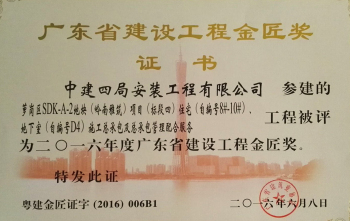 广东省建设工程金匠奖
证书
中建四局安装工程有限公司 参建的
萝岗区SDK-A-2地块（岭南雅筑）项目（标段四）住宅（自编号8#-10#）、
地下室（自编号D4）施工总承包及总承包管理配合服务 工程被评
为二〇一六年度广东省建设工程金匠奖。
特发此证
粤建金匠证字（2016）006B1
二〇一六年六月八日